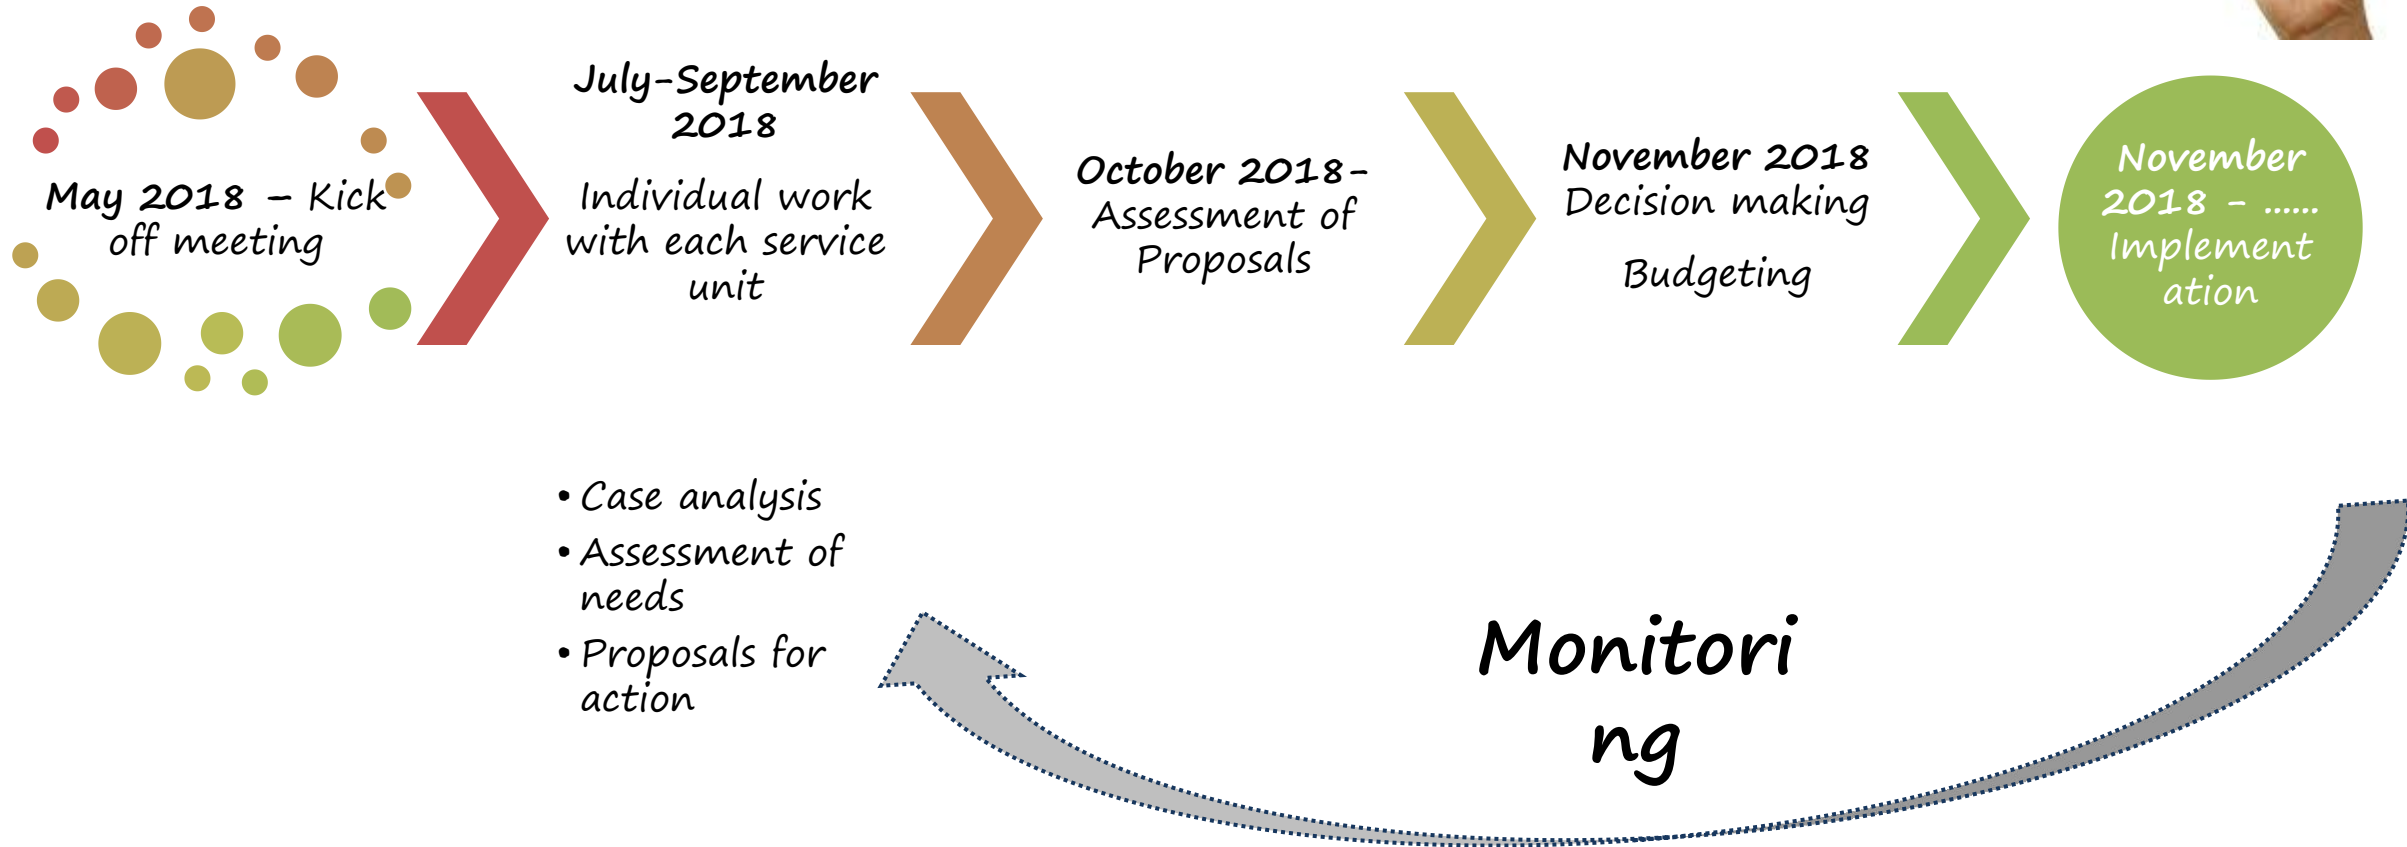 May 2018 – Kick
off meeting
July-September
2018
Individual work
with each service
unit
October 2018-
Assessment of
Proposals
November 2018
Decision making
Budgeting
November
2018 - ......
Implement
ation
• Case analysis
• Assessment of
needs
• Proposals for
action
Monitori
ng